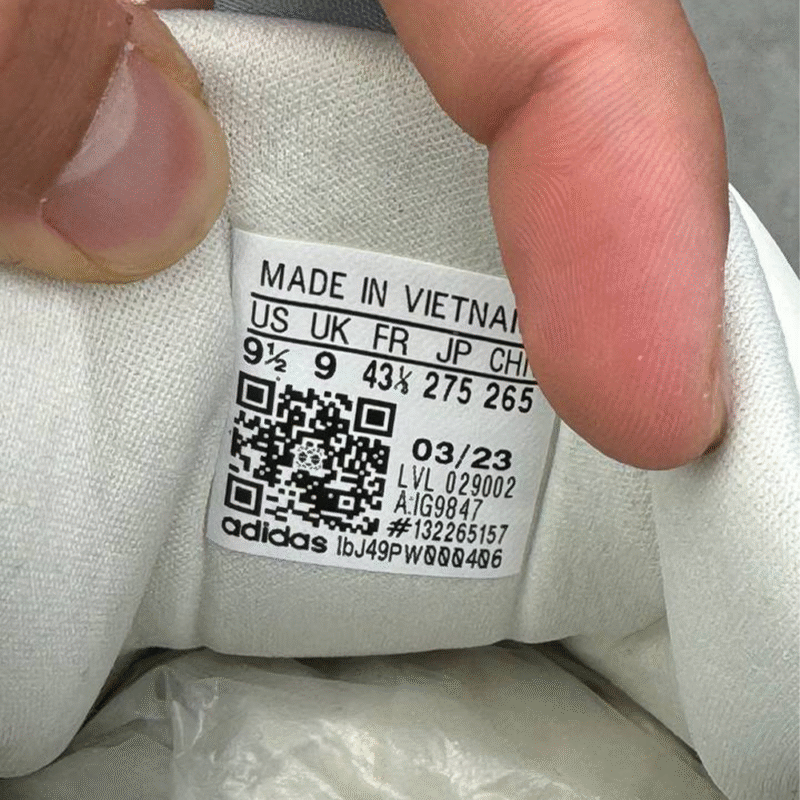 MADE IN VIETNA
US UK FR JP CH
9½ 9 43⅓ 275 265
03/23
LVL 029002
A:IG9847
#132265157
adidas 1bJ49PW000406